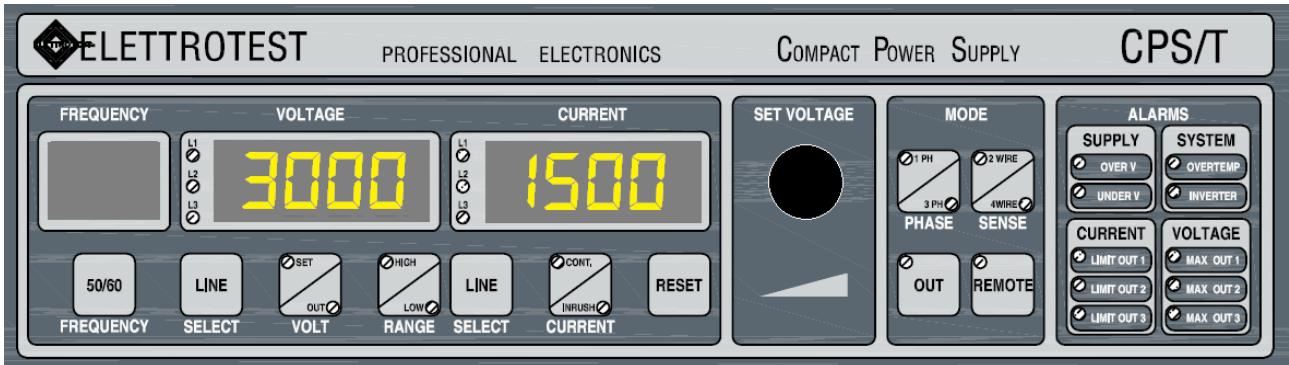 ELETTROTEST PROFESSIONAL ELECTRONICS COMPACT POWER SUPPLY CPS/T
FREQUENCY VOLTAGE CURRENT SET VOLTAGE MODE ALARMS
SUPPLY SYSTEM
L1 L1
OVER V OVERTEMP
1 PH 2 WIRE
3000 1500
L2 L2
UNDER V INVERTER
L3 L3
3 PH 4WIRE
PHASE SENSE
CURRENT VOLTAGE
LIMIT OUT 1 MAX OUT 1
SET HIGH CONT.
50/60 LINE LINE RESET OUT REMOTE
LIMIT OUT 2 MAX OUT 2
OUT LOW INRUSH
LIMIT OUT 3 MAX OUT 3
FREQUENCY SELECT VOLT RANGE SELECT CURRENT